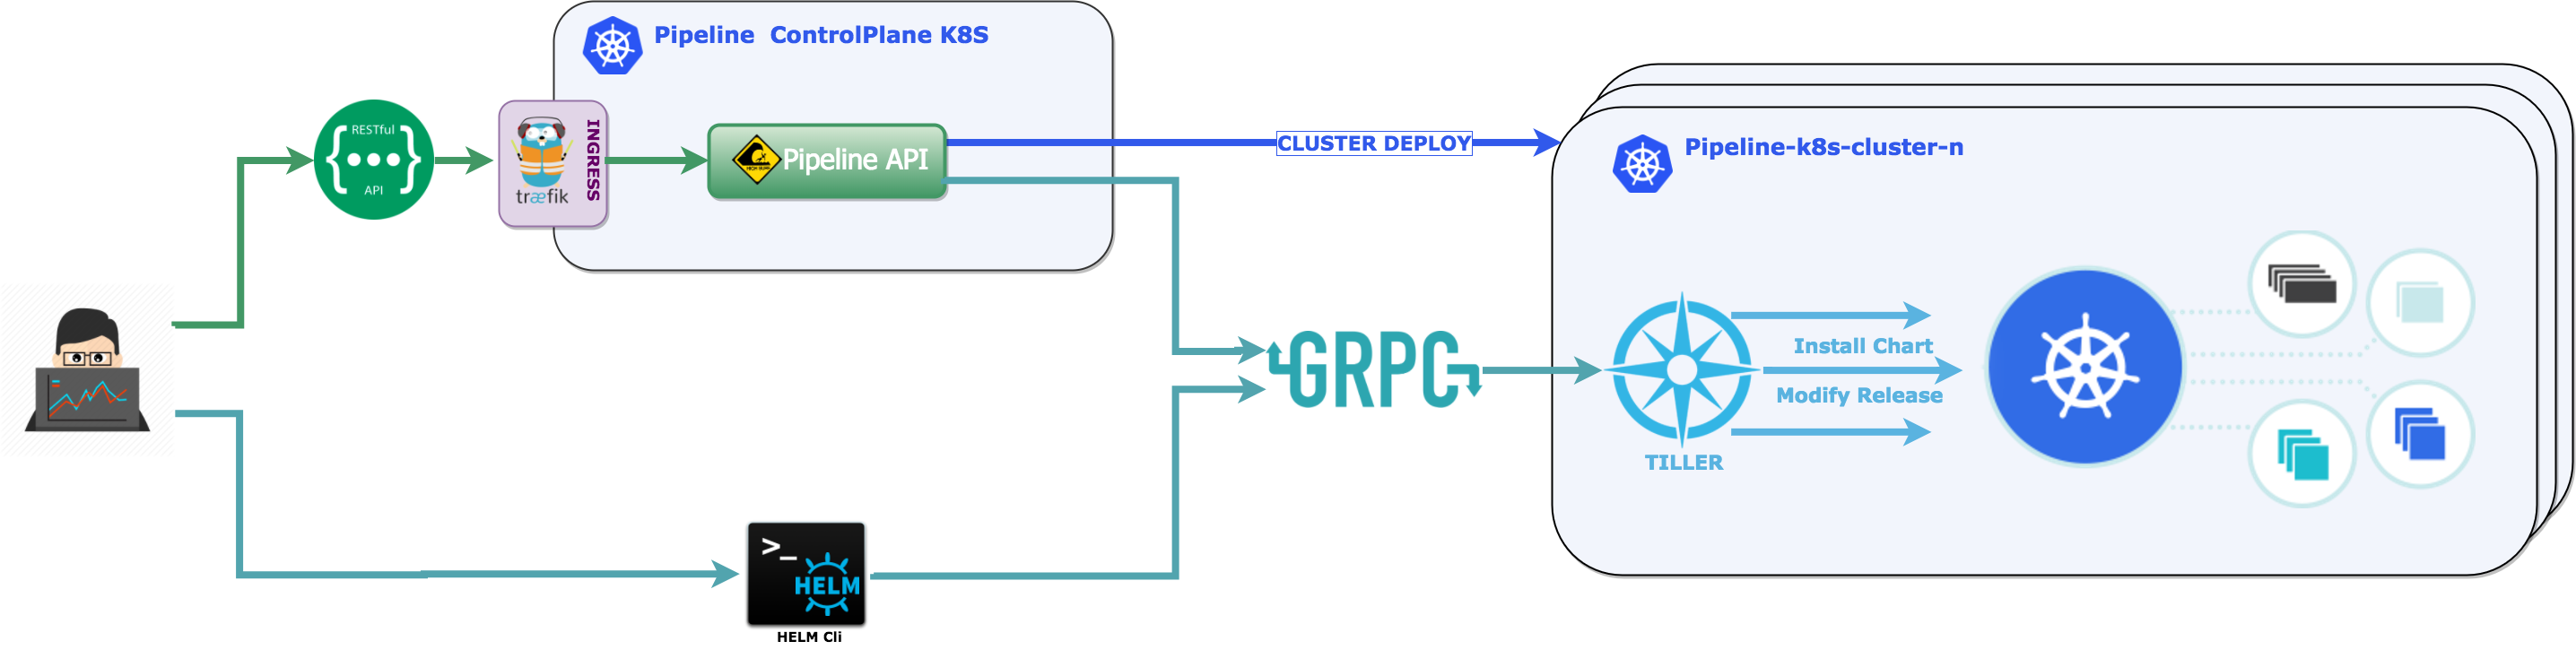 Pipeline  ControlPlane K8S
RESTful
{...}
API
INGRESS
træfik
Pipeline API
CLUSTER DEPLOY
Pipeline-k8s-cluster-n
GRPC
Install Chart
Modify Release
TILLER
>_
HELM
HELM Cli